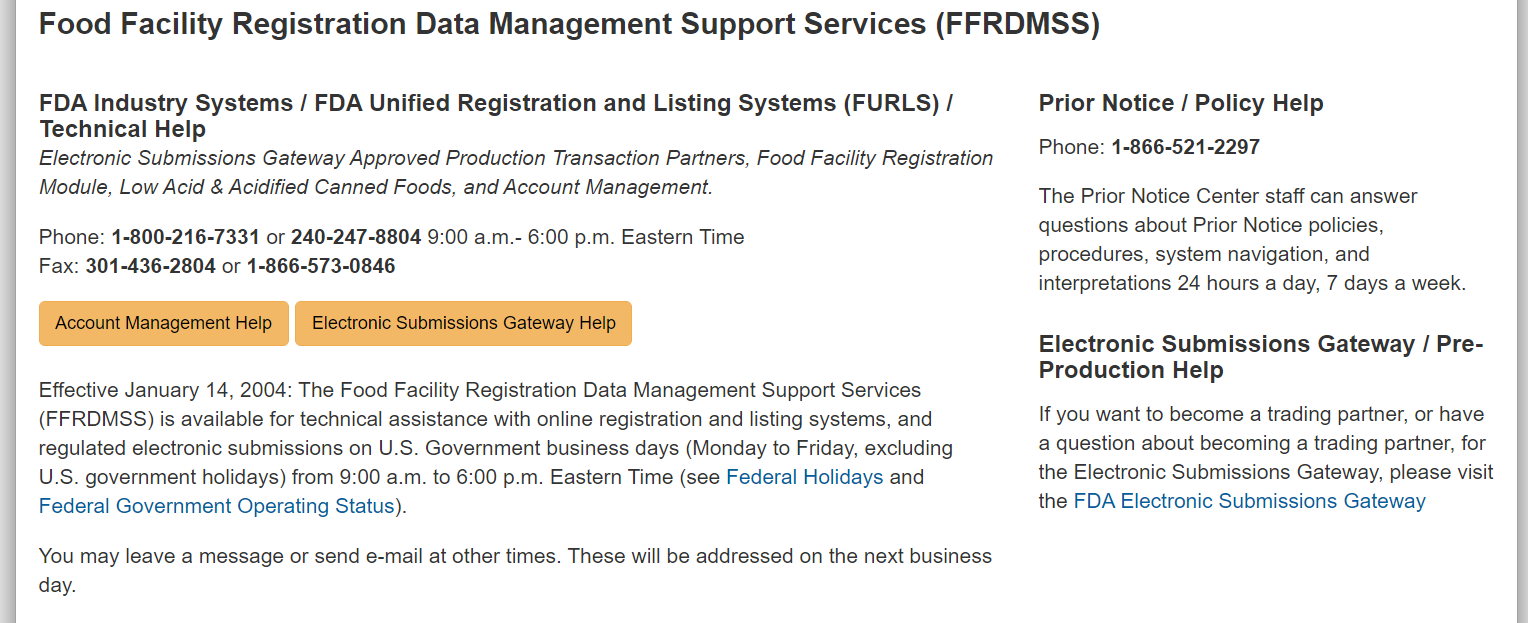 Food Facility Registration Data Management Support Services (FFRDMSS)
FDA Industry Systems / FDA Unified Registration and Listing Systems (FURLS) /
Technical Help
Electronic Submissions Gateway Approved Production Transaction Partners, Food Facility Registration
Module, Low Acid & Acidified Canned Foods, and Account Management.
Phone: 1-800-216-7331 or 240-247-8804 9:00 a.m.- 6:00 p.m. Eastern Time
Fax: 301-436-2804 or 1-866-573-0846
Account Management Help
Electronic Submissions Gateway Help
Effective January 14, 2004: The Food Facility Registration Data Management Support Services
(FFRDMSS) is available for technical assistance with online registration and listing systems, and
regulated electronic submissions on U.S. Government business days (Monday to Friday, excluding
U.S. government holidays) from 9:00 a.m. to 6:00 p.m. Eastern Time (see Federal Holidays and
Federal Government Operating Status).
You may leave a message or send e-mail at other times. These will be addressed on the next business
day.
Prior Notice / Policy Help
Phone: 1-866-521-2297
The Prior Notice Center staff can answer
questions about Prior Notice policies,
procedures, system navigation, and
interpretations 24 hours a day, 7 days a week.
Electronic Submissions Gateway / Pre-
Production Help
If you want to become a trading partner, or have
a question about becoming a trading partner, for
the Electronic Submissions Gateway, please visit
the FDA Electronic Submissions Gateway